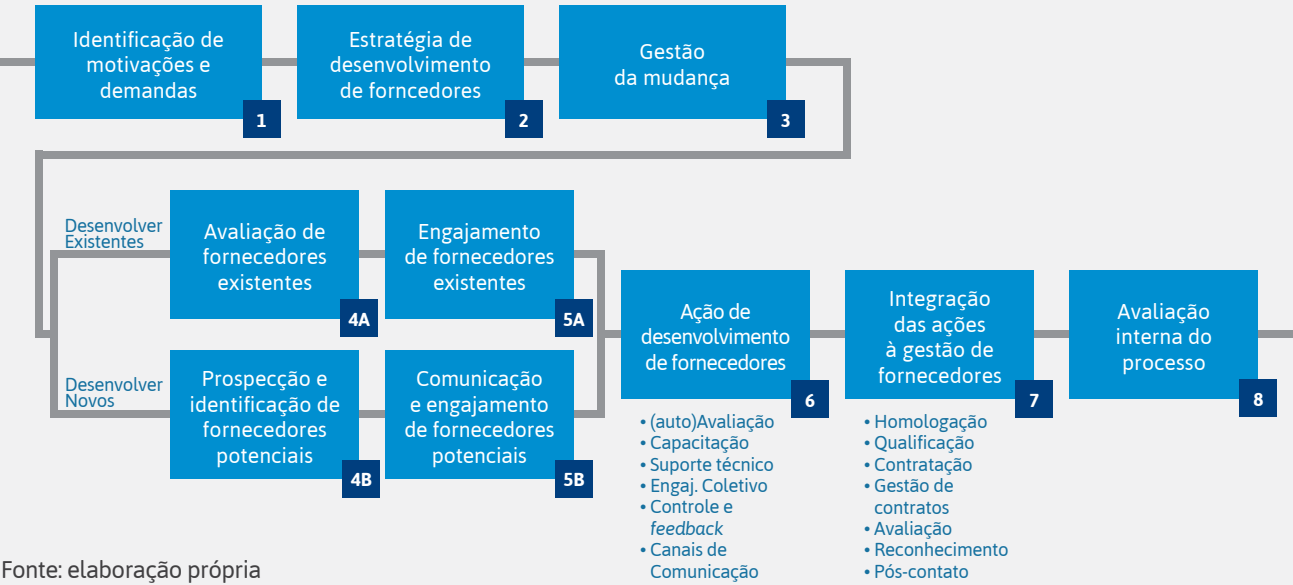 Identificação de
motivações e
demandas
1
Estratégia de
desenvolvimento
de forncedores
2
Gestão
da mudança
3
Desenvolver
Existentes
Avaliação de
fornecedores
existentes
4A
Engajamento
de fornecedores
existentes
5A
Desenvolver
Novos
Prospecção e
identificação de
fornecedores
potenciais
4B
Comunicação
e engajamento
de fornecedores
potenciais
5B
Ação de
desenvolvimento
de fornecedores
6
• (auto)Avaliação
• Capacitação
• Suporte técnico
• Engaj. Coletivo
• Controle e
feedback
• Canais de
Comunicação
Integração
das ações
à gestão de
fornecedores
7
• Homologação
• Qualificação
• Contratação
• Gestão de
contratos
• Avaliação
• Reconhecimento
• Pós-contato
Avaliação
interna do
processo
8
Fonte: elaboração própria